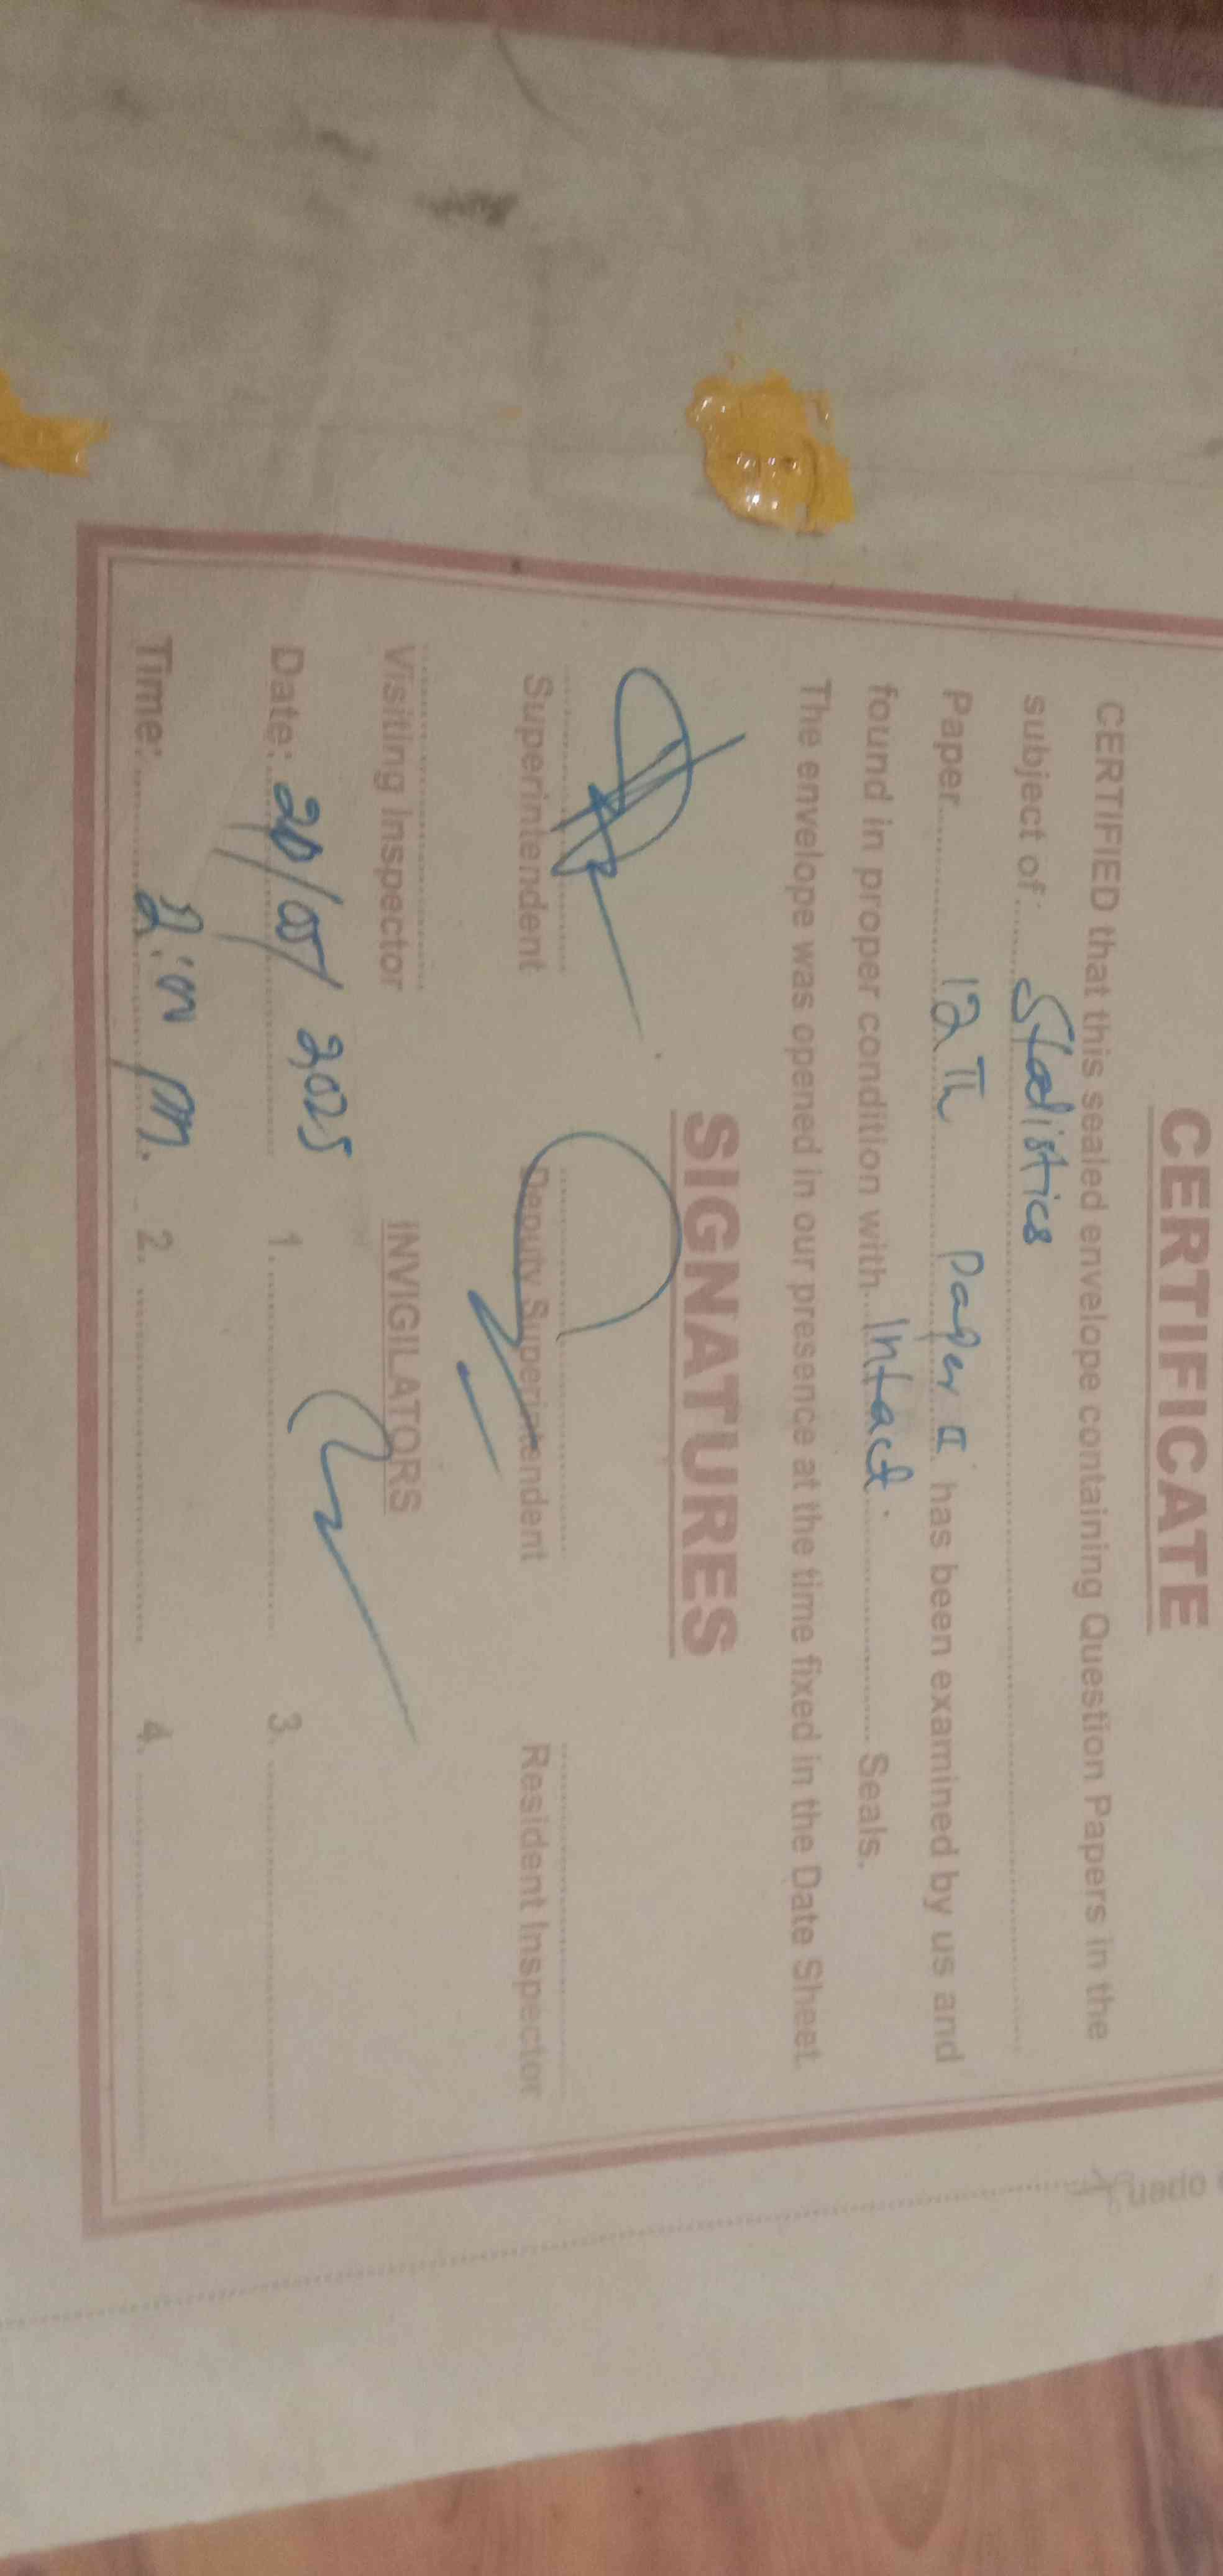 CERTIFICATE
CERTIFIED that this sealed envelope containing Question Papers in the
subject of: Statistics
Paper 12 Th Paper II has been examined by us and
found in proper condition with Intact Seals.
The envelope was opened in our presence at the time fixed in the Date Sheet.
SIGNATURES
Superintendent Deputy Superintendent Resident Inspector
Visiting Inspector INVIGILATORS
Date: 20/05/2025 1. 3.
Time: pm. 2. 4.
open